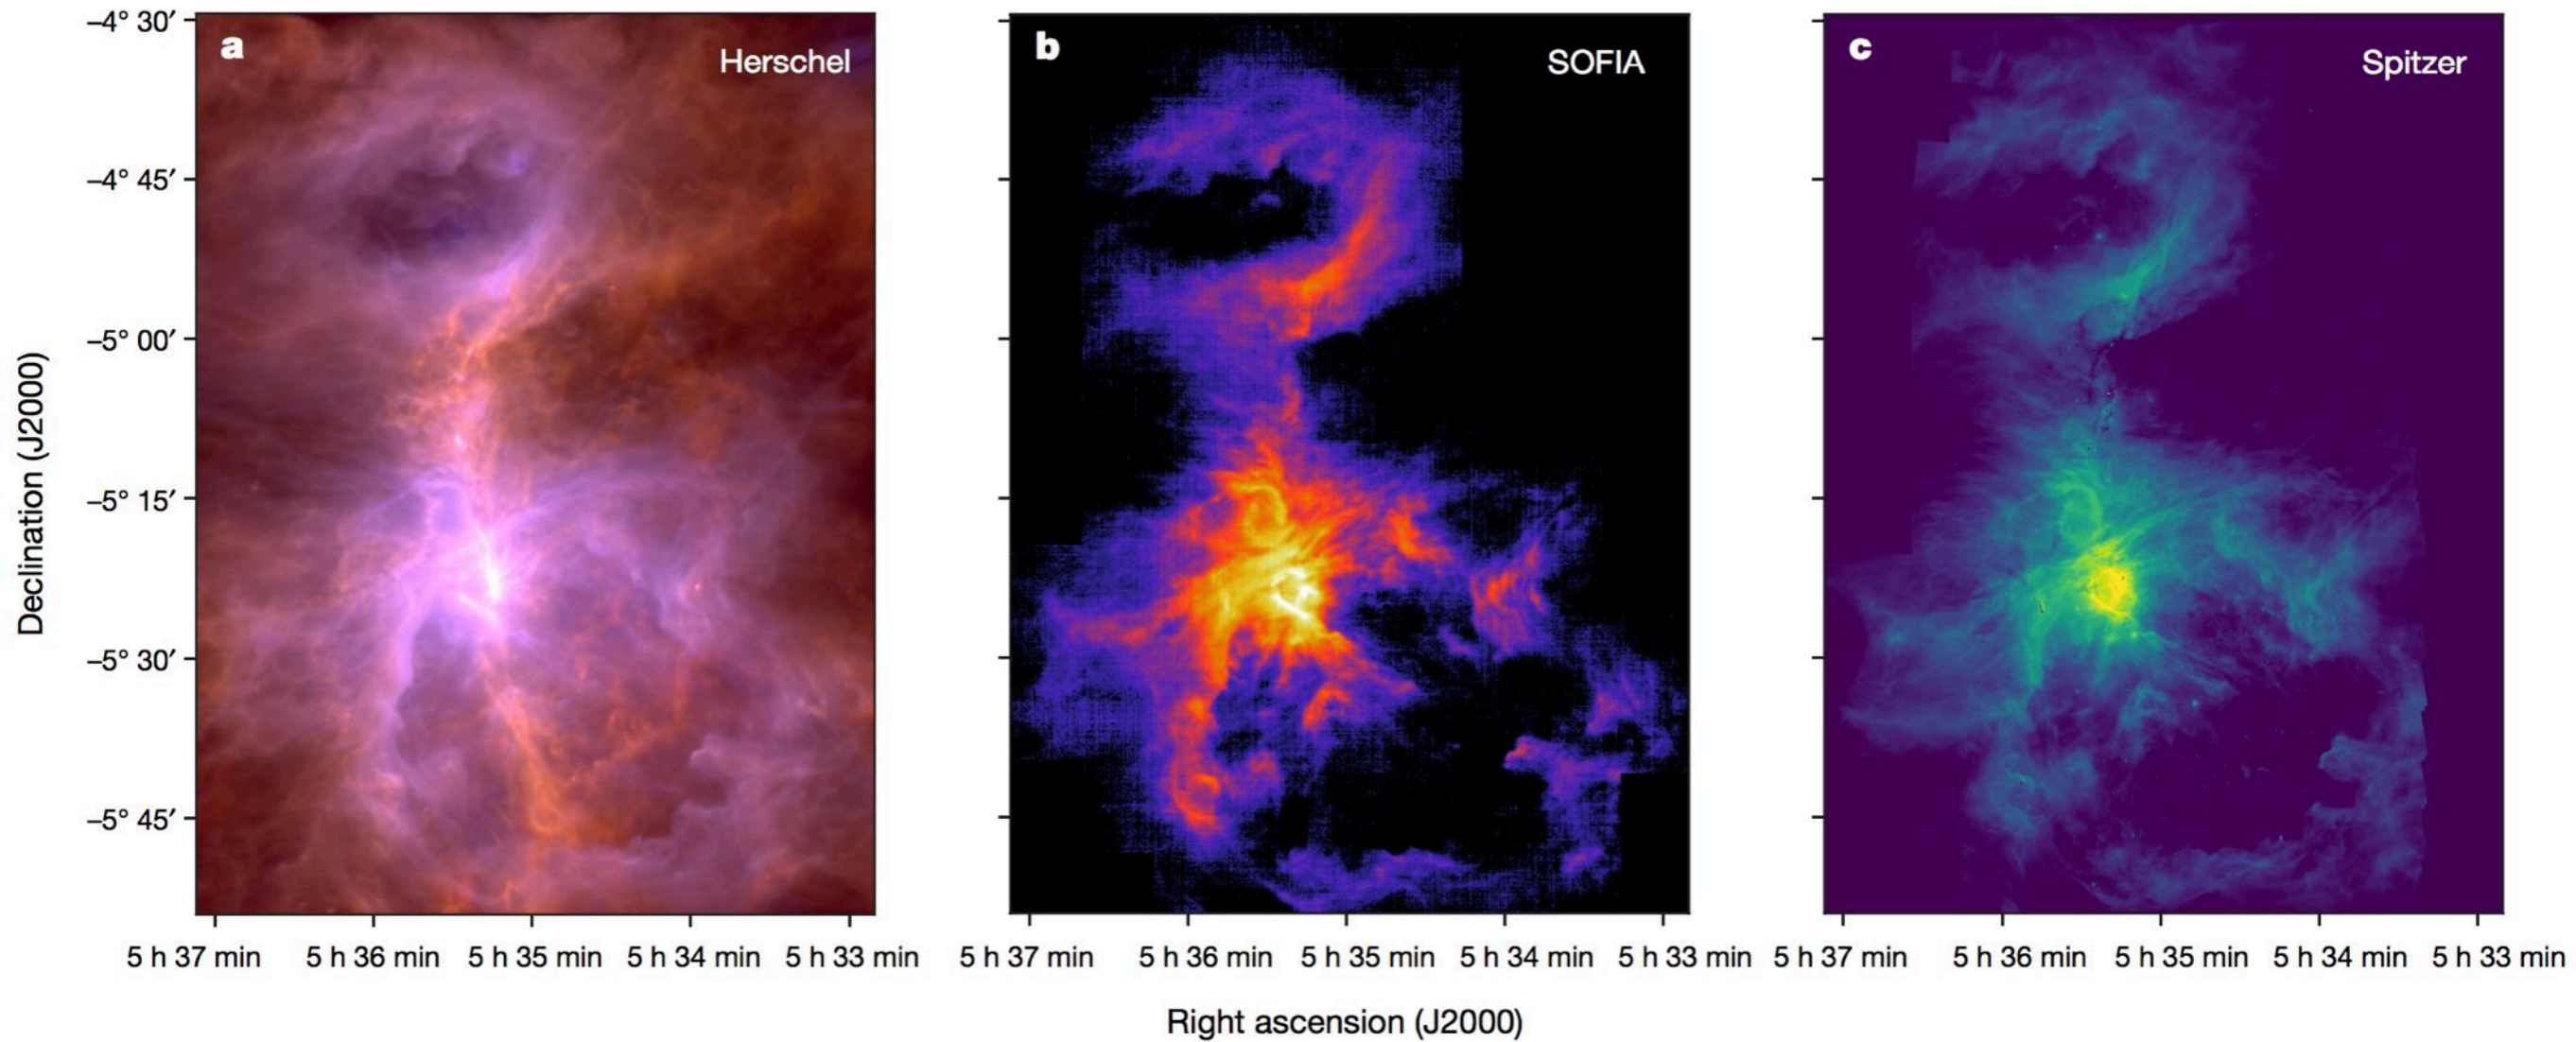 a
Herschel
b
SOFIA
c
Spitzer
–4° 30′
–4° 45′
–5° 00′
–5° 15′
–5° 30′
–5° 45′
Declination (J2000)
5 h 37 min 5 h 36 min 5 h 35 min 5 h 34 min 5 h 33 min
5 h 37 min 5 h 36 min 5 h 35 min 5 h 34 min 5 h 33 min
5 h 37 min 5 h 36 min 5 h 35 min 5 h 34 min 5 h 33 min
Right ascension (J2000)